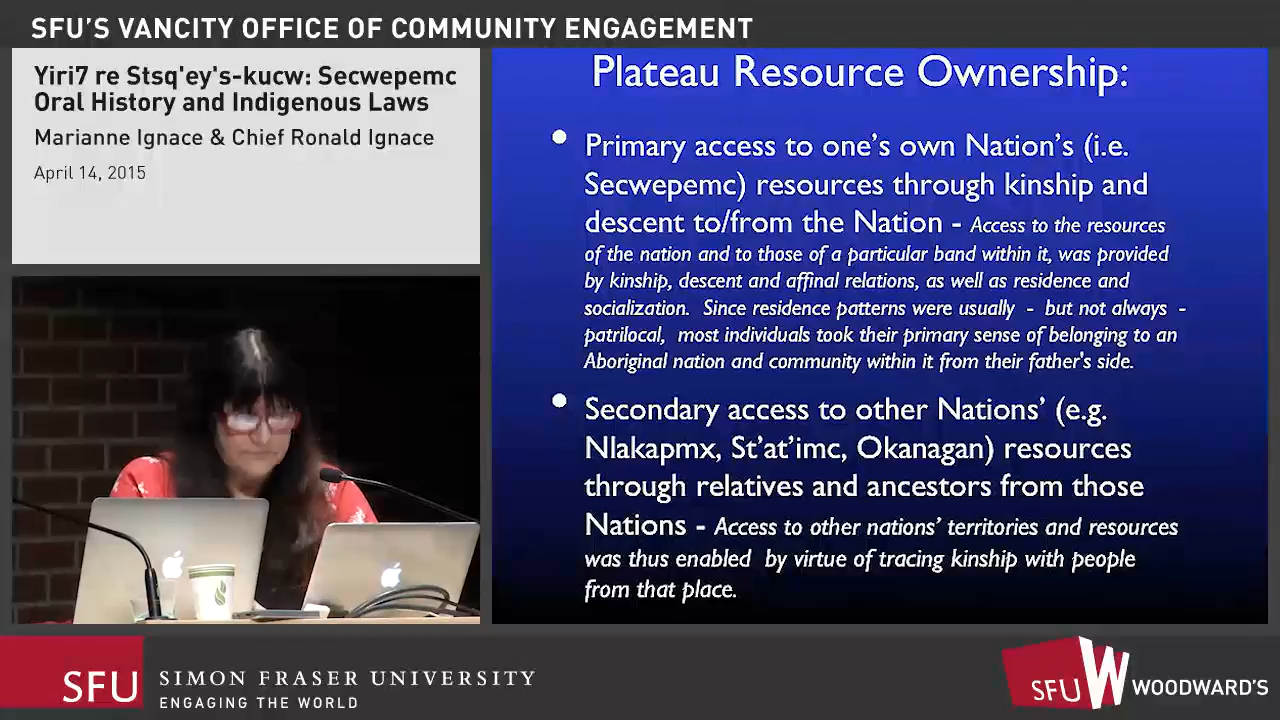 SFU'S VANCITY OFFICE OF COMMUNITY ENGAGEMENT
Yiri7 re Stsq'ey's-kucw: Secwepemc
Oral History and Indigenous Laws
Marianne Ignace & Chief Ronald Ignace
April 14, 2015
Plateau Resource Ownership:
• Primary access to one's own Nation's (i.e.
Secwepemc) resources through kinship and
descent to/from the Nation - Access to the resources
of the nation and to those of a particular band within it, was provided
by kinship, descent and affinal relations, as well as residence and
socialization. Since residence patterns were usually - but not always -
patrilocal, most individuals took their primary sense of belonging to an
Aboriginal nation and community within it from their father's side.
• Secondary access to other Nations' (e.g.
Nlakapmx, St'at'imc, Okanagan) resources
through relatives and ancestors from those
Nations - Access to other nations' territories and resources
was thus enabled by virtue of tracing kinship with people
from that place.
SFU SIMON FRASER UNIVERSITY
ENGAGING THE WORLD
SFU W WOODWARD'S